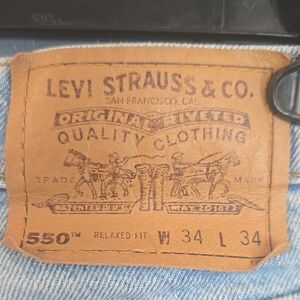 LEVI STRAUSS & CO.
SAN FRANCISCO, CAL.
ORIGINAL RIVETED
QUALITY CLOTHING
TRADE MARK
PATENTED IN U.S. MAY 20 1873
550™ RELAXED FIT W 34 L 34